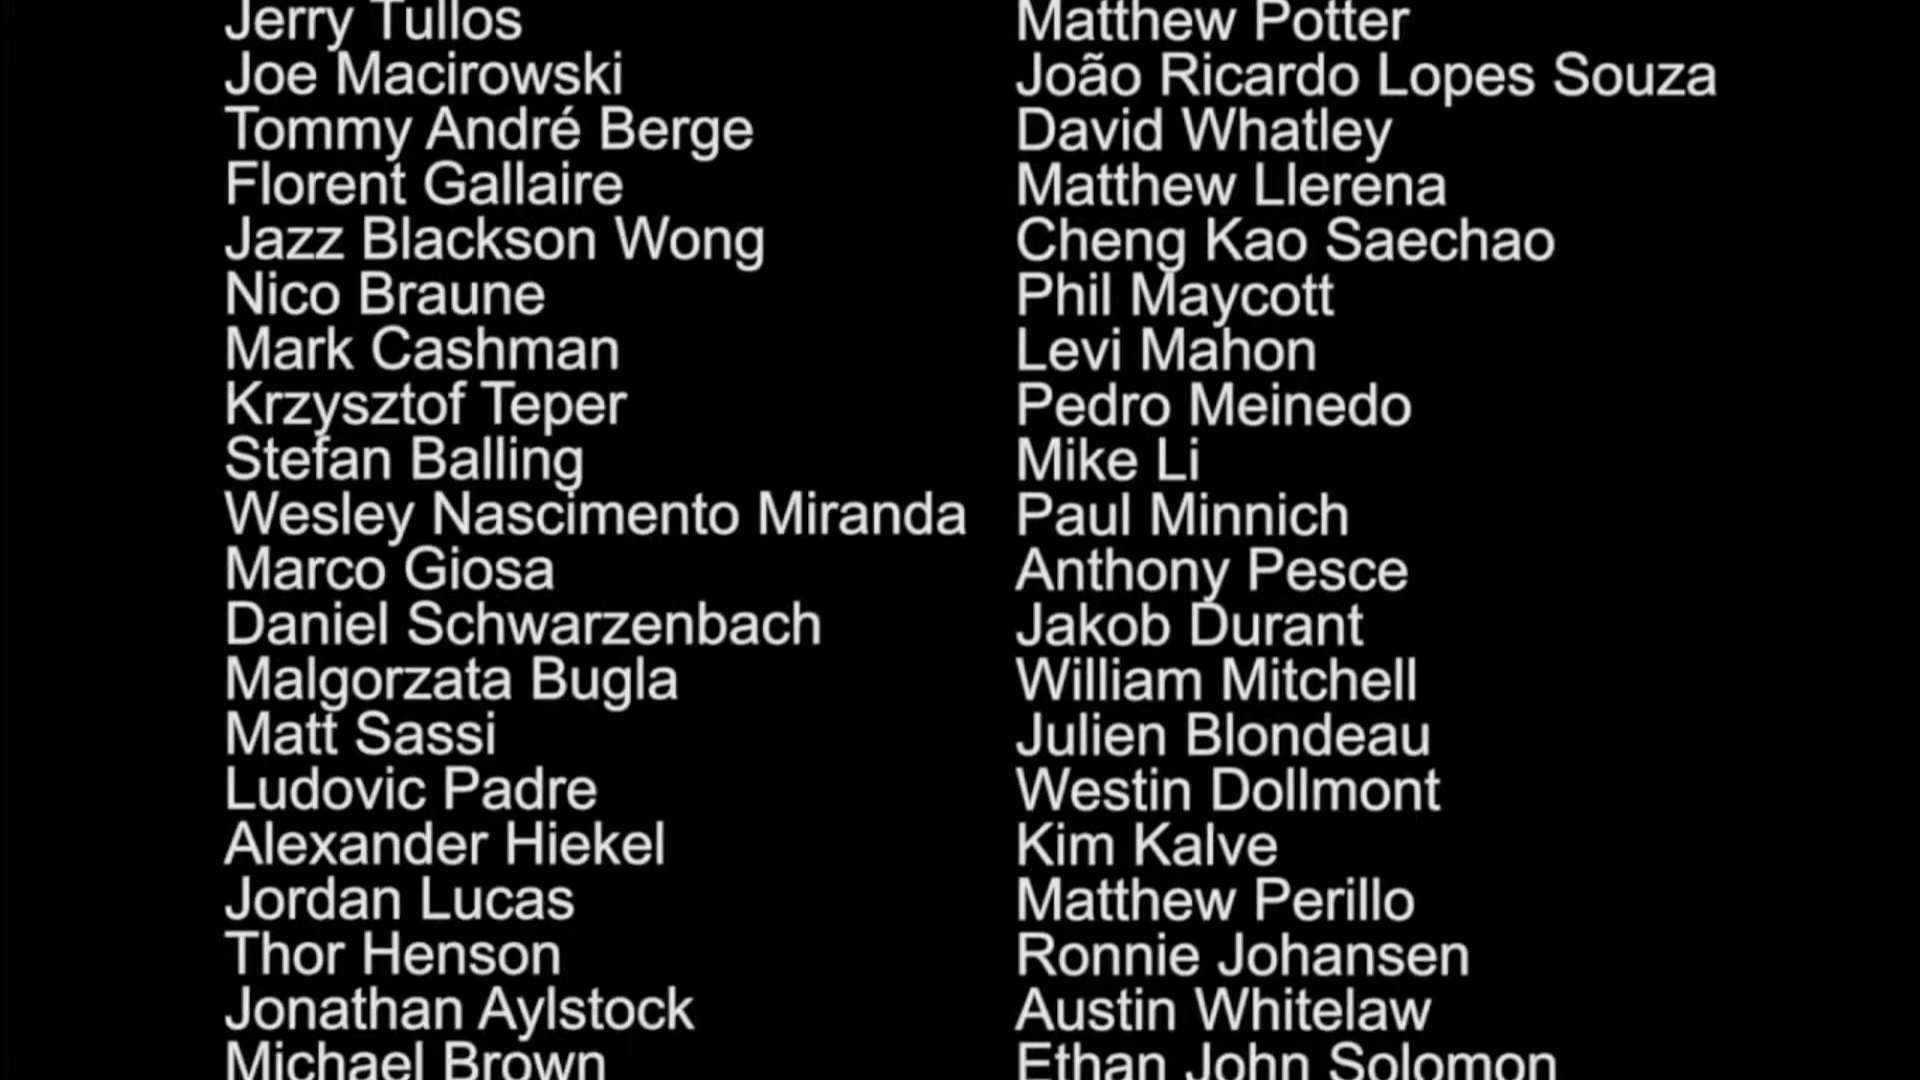 Jerry Tullos
Joe Macirowski
Tommy André Berge
Florent Gallaire
Jazz Blackson Wong
Nico Braune
Mark Cashman
Krzysztof Teper
Stefan Balling
Wesley Nascimento Miranda
Marco Giosa
Daniel Schwarzenbach
Malgorzata Bugla
Matt Sassi
Ludovic Padre
Alexander Hiekel
Jordan Lucas
Thor Henson
Jonathan Aylstock
Michael Brown
Matthew Potter
João Ricardo Lopes Souza
David Whatley
Matthew Llerena
Cheng Kao Saechao
Phil Maycott
Levi Mahon
Pedro Meinedo
Mike Li
Paul Minnich
Anthony Pesce
Jakob Durant
William Mitchell
Julien Blondeau
Westin Dollmont
Kim Kalve
Matthew Perillo
Ronnie Johansen
Austin Whitelaw
Ethan John Solomon